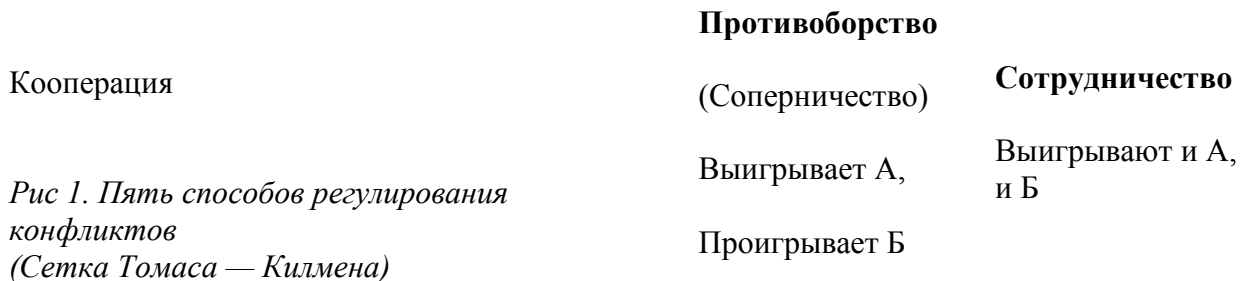 Кооперация
Рис 1. Пять способов регулирования
конфликтов
(Сетка Томаса — Килмена)
Противоборство
(Соперничество)
Выигрывает А,
Проигрывает Б
Сотрудничество
Выигрывают и А,
и Б